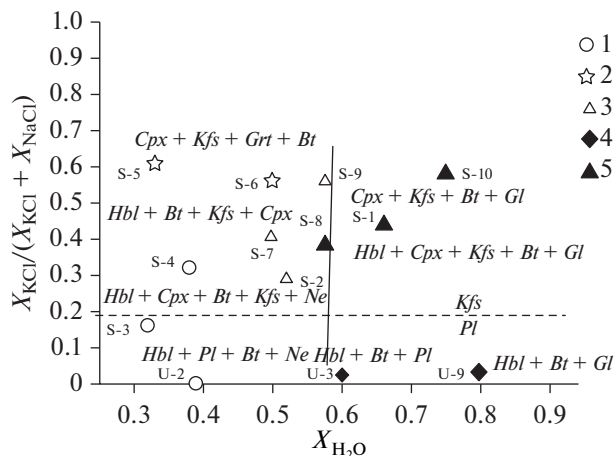 1.0
0.9
0.8
0.7
0.6
0.5
0.4
0.3
0.2
0.1
0
X_KCl/(X_KCl + X_NaCl)
1
2
3
4
5
Cpx + Kfs + Grt + Bt
S-5
S-6
S-9
S-10
Cpx + Kfs + Bt + Gl
Hbl + Bt + Kfs + Cpx
S-8
S-1
S-7
Hbl + Cpx + Kfs + Bt + Gl
S-4
S-2
Hbl + Cpx + Bt + Kfs + Ne
Kfs
S-3
Pl
Hbl + Pl + Bt + Ne
Hbl + Bt + Pl
Hbl + Bt + Gl
U-2
U-3
U-9
0.3 0.4 0.5 0.6 0.7 0.8 0.9
X_H2O